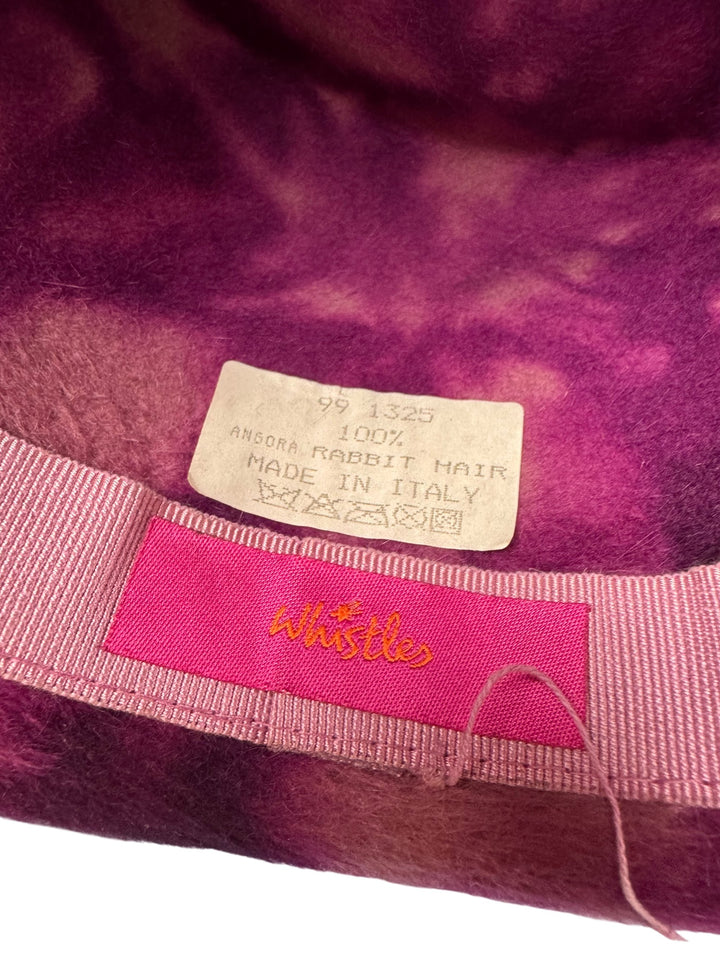 99 1325
100%
ANGORA RABBIT HAIR
MADE IN ITALY
Whistles